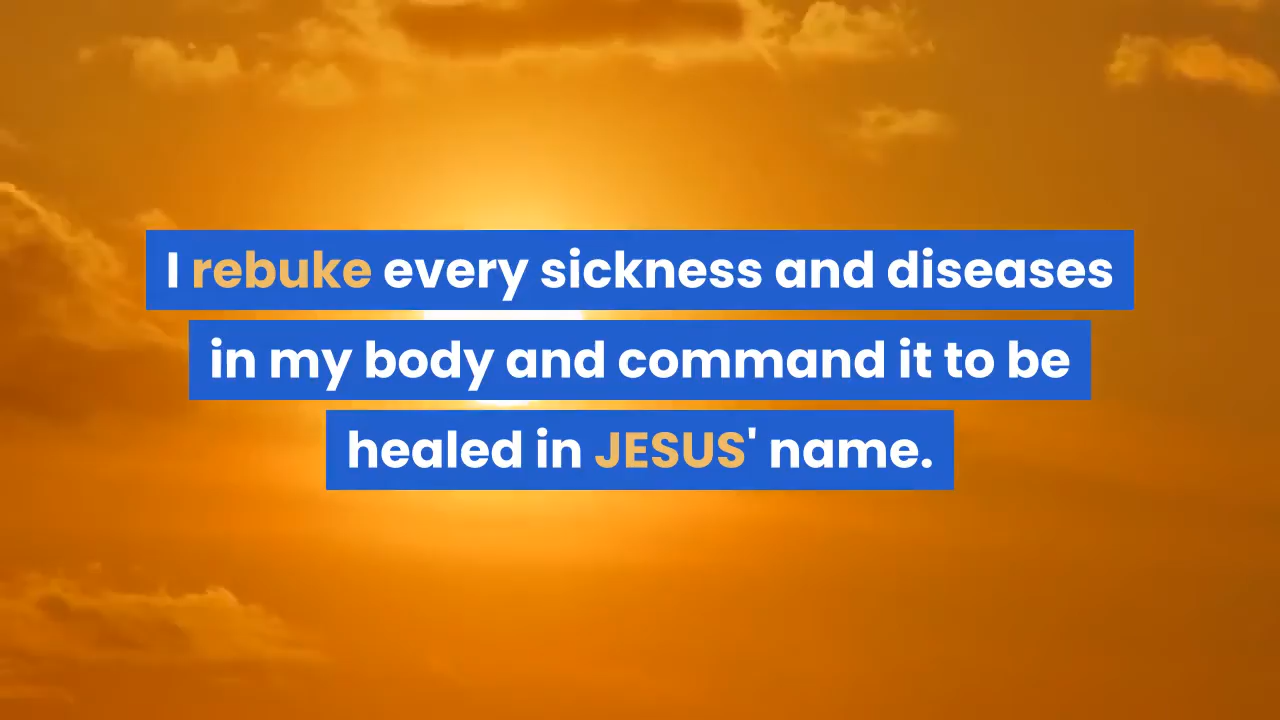 I rebuke every sickness and diseases
in my body and command it to be
healed in JESUS' name.